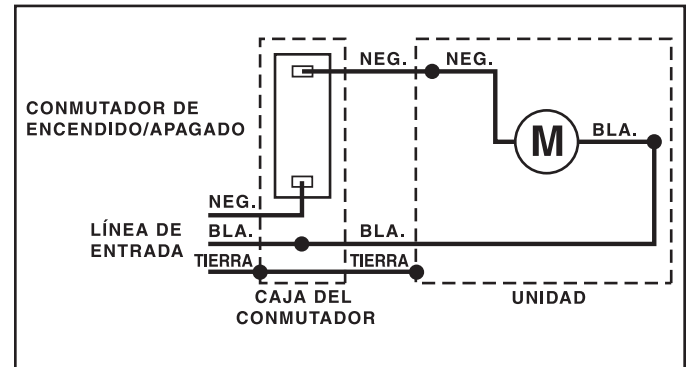 NEG. NEG.
CONMUTADOR DE
ENCENDIDO/APAGADO
M
BLA.
NEG.
LÍNEA DE
ENTRADA
BLA. BLA.
TIERRA TIERRA
CAJA DEL
CONMUTADOR
UNIDAD